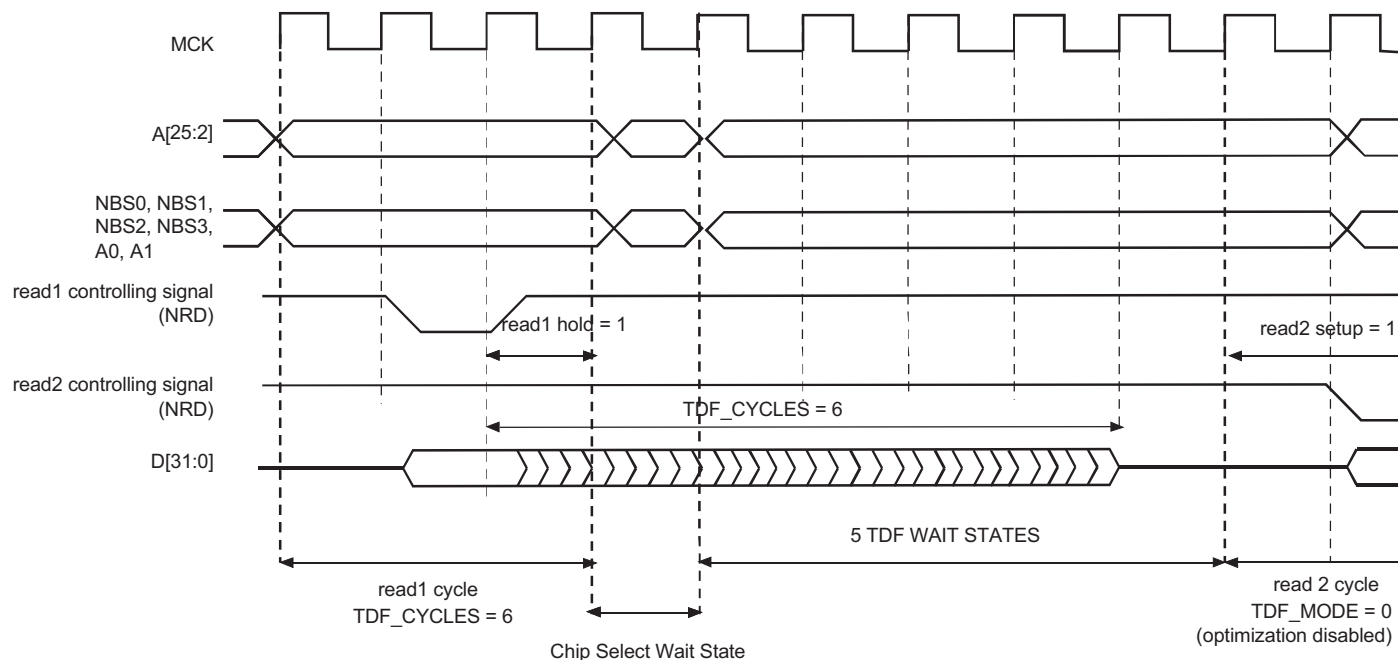 MCK
A[25:2]
NBS0, NBS1,
NBS2, NBS3,
A0, A1
read1 controlling signal
(NRD)
read1 hold = 1
read2 setup = 1
read2 controlling signal
(NRD)
TDF_CYCLES = 6
D[31:0]
5 TDF WAIT STATES
read1 cycle
TDF_CYCLES = 6
Chip Select Wait State
read 2 cycle
TDF_MODE = 0
(optimization disabled)